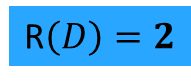 R(D) = 2